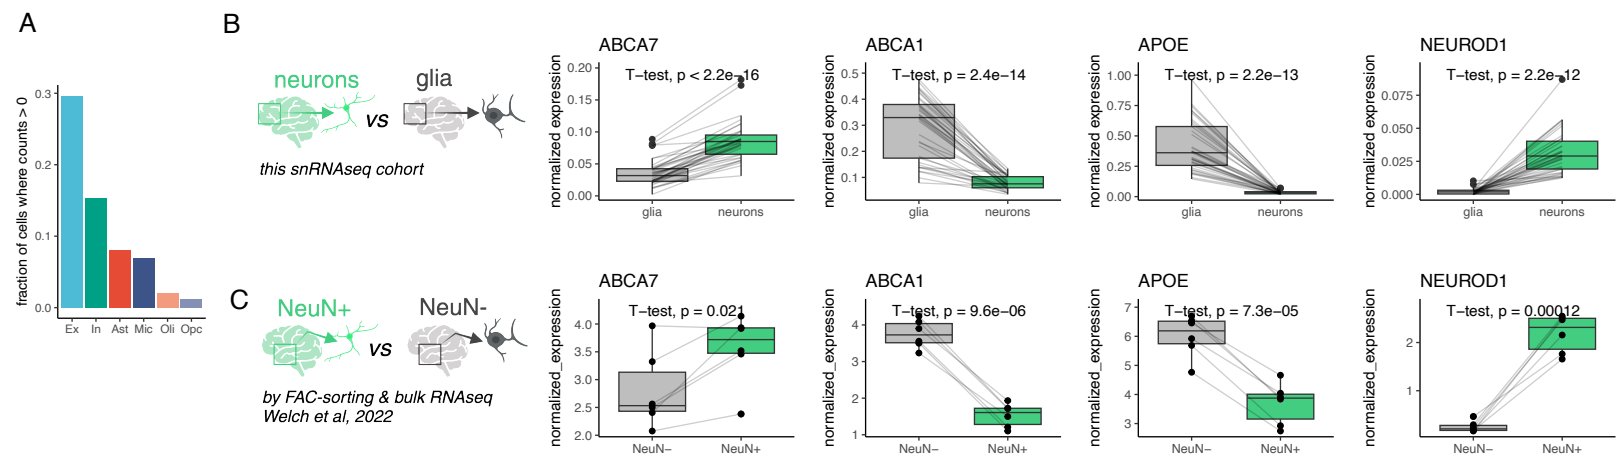 A
fraction of cells where counts > 0
0.3
0.2
0.1
0.0
Ex In Ast Mic Oli Opc
B
neurons
vs
glia
this snRNAseq cohort
ABCA7
normalized expression
T-test, p < 2.2e-16
0.20
0.15
0.10
0.05
0.00
glia neurons
ABCA1
normalized expression
T-test, p = 2.4e-14
0.5
0.4
0.3
0.2
0.1
glia neurons
APOE
normalized expression
T-test, p = 2.2e-13
1.00
0.75
0.50
0.25
0.00
glia neurons
NEUROD1
normalized expression
T-test, p = 2.2e-12
0.075
0.050
0.025
0.000
glia neurons
C
NeuN+
vs
NeuN-
by FAC-sorting & bulk RNAseq
Welch et al, 2022
ABCA7
normalized_expression
T-test, p = 0.021
4.0
3.5
3.0
2.5
2.0
NeuN− NeuN+
ABCA1
normalized_expression
T-test, p = 9.6e-06
4
3
2
1
NeuN− NeuN+
APOE
normalized_expression
T-test, p = 7.3e-05
7
6
5
4
3
NeuN− NeuN+
NEUROD1
normalized_expression
T-test, p = 0.00012
2
1
NeuN− NeuN+